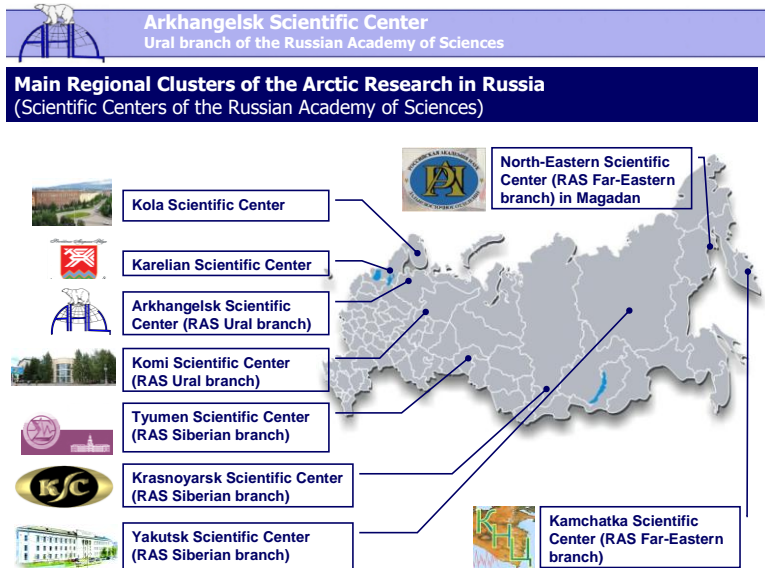 Arkhangelsk Scientific Center
Ural branch of the Russian Academy of Sciences
Main Regional Clusters of the Arctic Research in Russia
(Scientific Centers of the Russian Academy of Sciences)
North-Eastern Scientific
Center (RAS Far-Eastern
branch) in Magadan
Kola Scientific Center
Karelian Scientific Center
Arkhangelsk Scientific
Center (RAS Ural branch)
Komi Scientific Center
(RAS Ural branch)
Tyumen Scientific Center
(RAS Siberian branch)
KSC
Krasnoyarsk Scientific Center
(RAS Siberian branch)
Yakutsk Scientific Center
(RAS Siberian branch)
КНЦ
Kamchatka Scientific
Center (RAS Far-Eastern
branch)